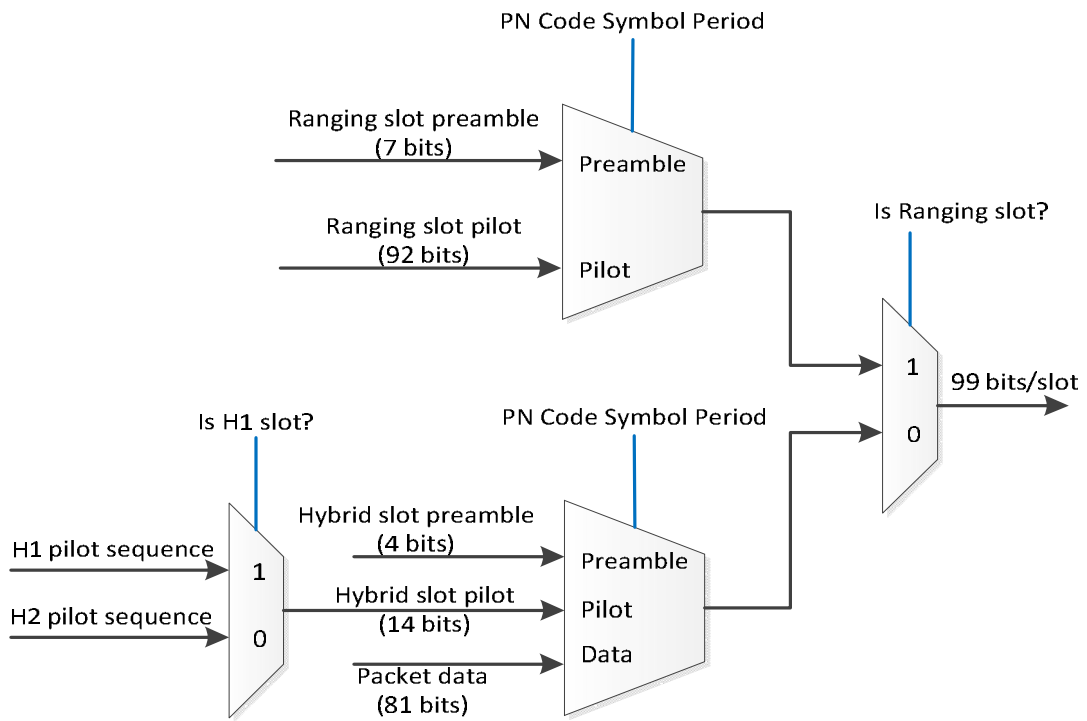 PN Code Symbol Period
Ranging slot preamble
(7 bits)
Preamble
Ranging slot pilot
(92 bits)
Pilot
Is Ranging slot?
1
99 bits/slot
0
PN Code Symbol Period
Is H1 slot?
Hybrid slot preamble
(4 bits)
H1 pilot sequence
1
Preamble
Hybrid slot pilot
(14 bits)
Pilot
H2 pilot sequence
0
Data
Packet data
(81 bits)